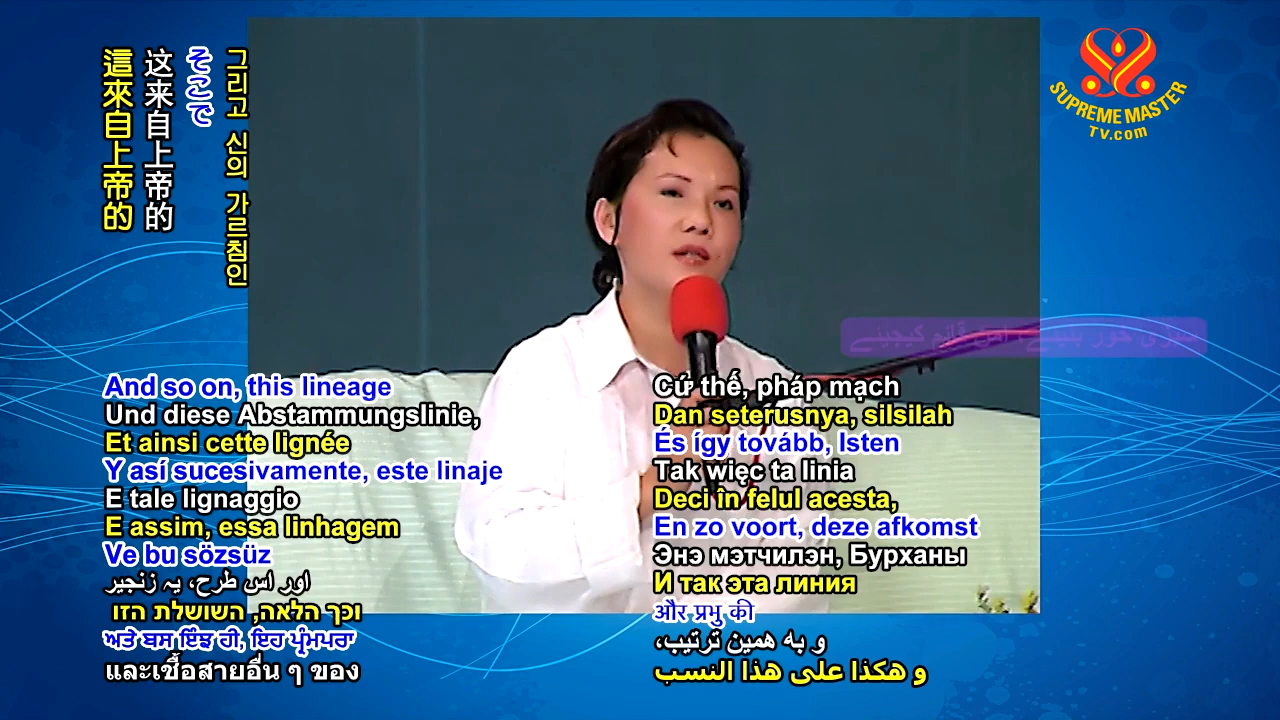 這來自上帝的
这来自上帝的
そこで
그리고 신의 가르침인
SUPREME MASTER
TV.com
And so on, this lineage
Und diese Abstammungslinie,
Et ainsi cette lignée
Y así sucesivamente, este linaje
E tale lignaggio
E assim, essa linhagem
Ve bu sözsüz
اور اس طرح، یہ زنجیر
וכך הלאה, השושלת הזו
ਅਤੇ ਬਸ ਇੰਝ ਹੀ, ਇਹ ਪ੍ਰੰਮਪਰਾ
และเชื้อสายอื่น ๆ ของ
Cứ thế, pháp mạch
Dan seterusnya, silsilah
És így tovább, Isten
Tak więc ta linia
Deci în felul acesta,
En zo voort, deze afkomst
Энэ мэтчилэн, Бурханы
И так эта линия
और प्रभु की
و به همین ترتیب،
و هكذا على هذا النسب